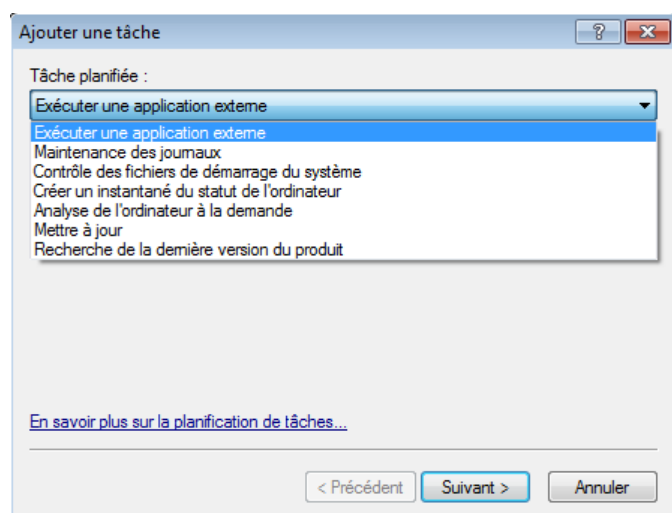 Ajouter une tâche
Tâche planifiée :
Exécuter une application externe
Exécuter une application externe
Maintenance des journaux
Contrôle des fichiers de démarrage du système
Créer un instantané du statut de l'ordinateur
Analyse de l'ordinateur à la demande
Mettre à jour
Recherche de la dernière version du produit
En savoir plus sur la planification de tâches...
< Précédent Suivant > Annuler